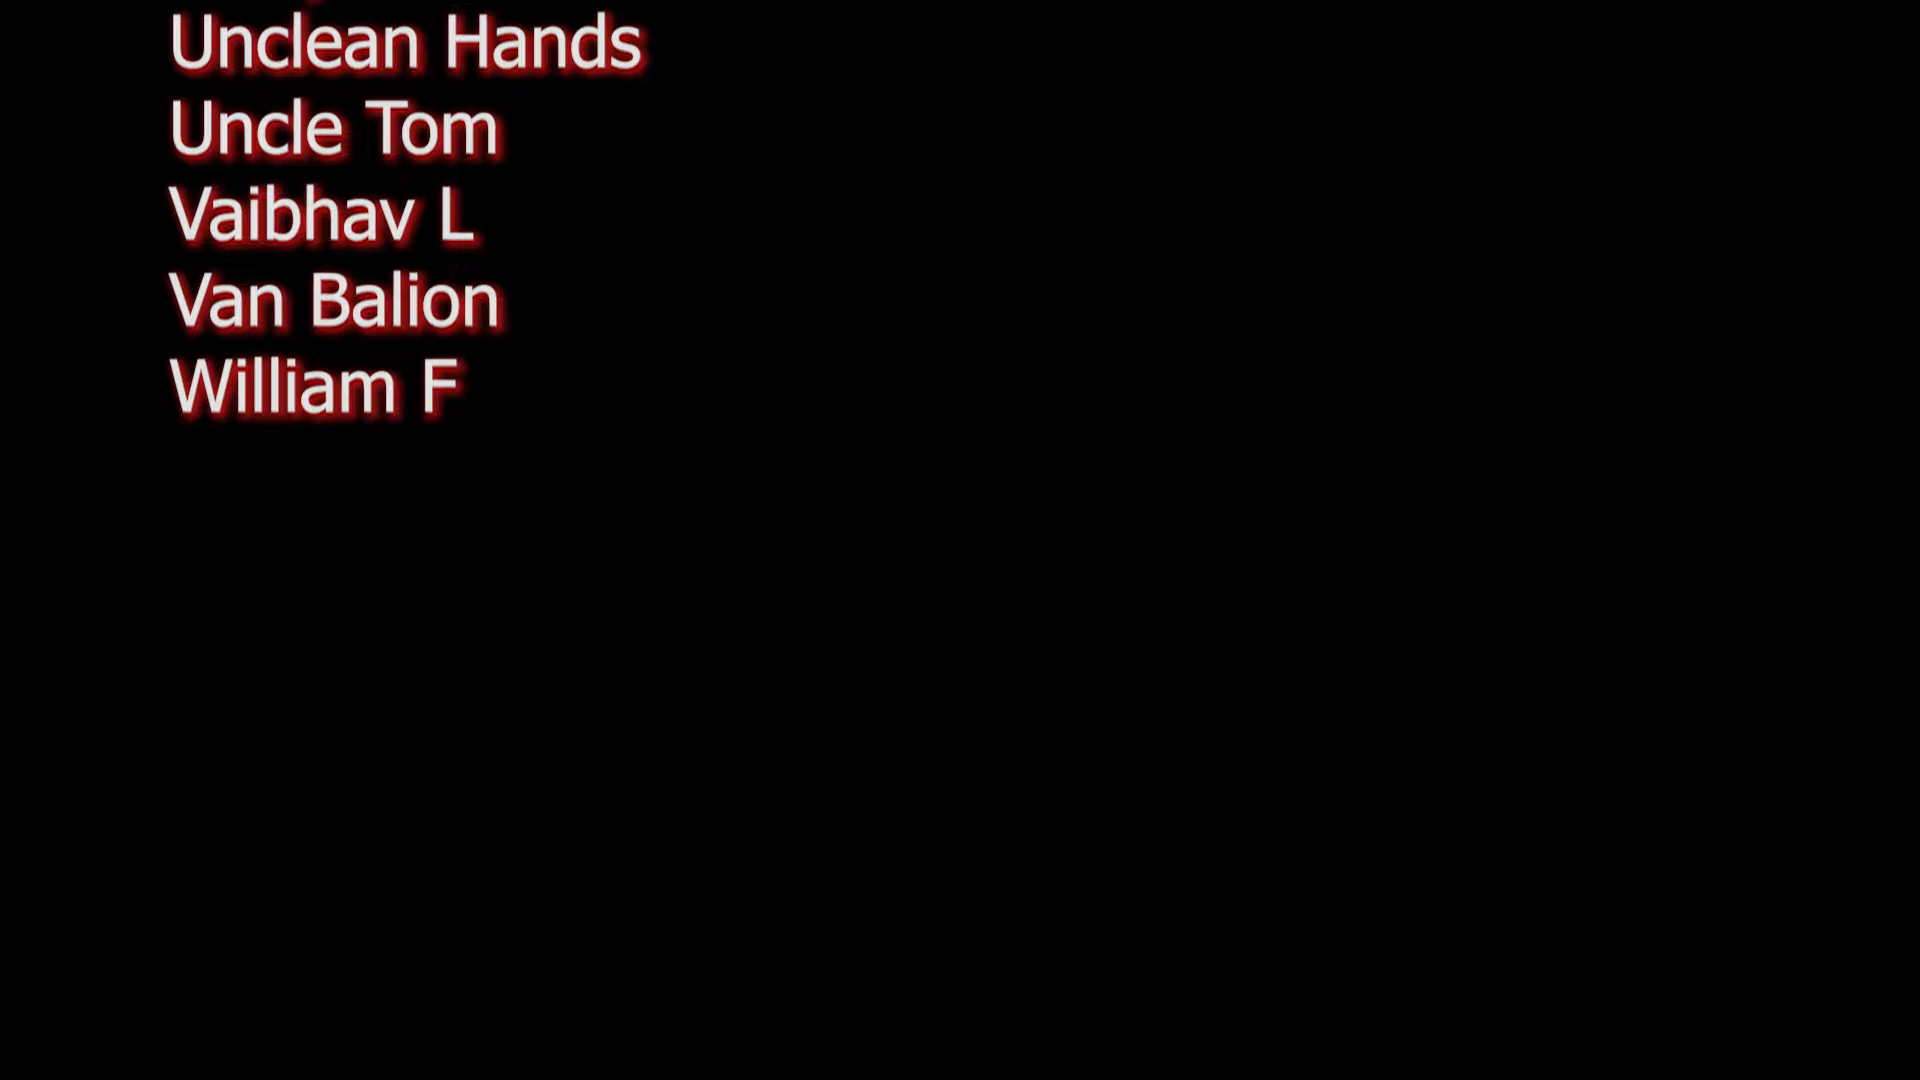 Unclean Hands
Uncle Tom
Vaibhav L
Van Balion
William F